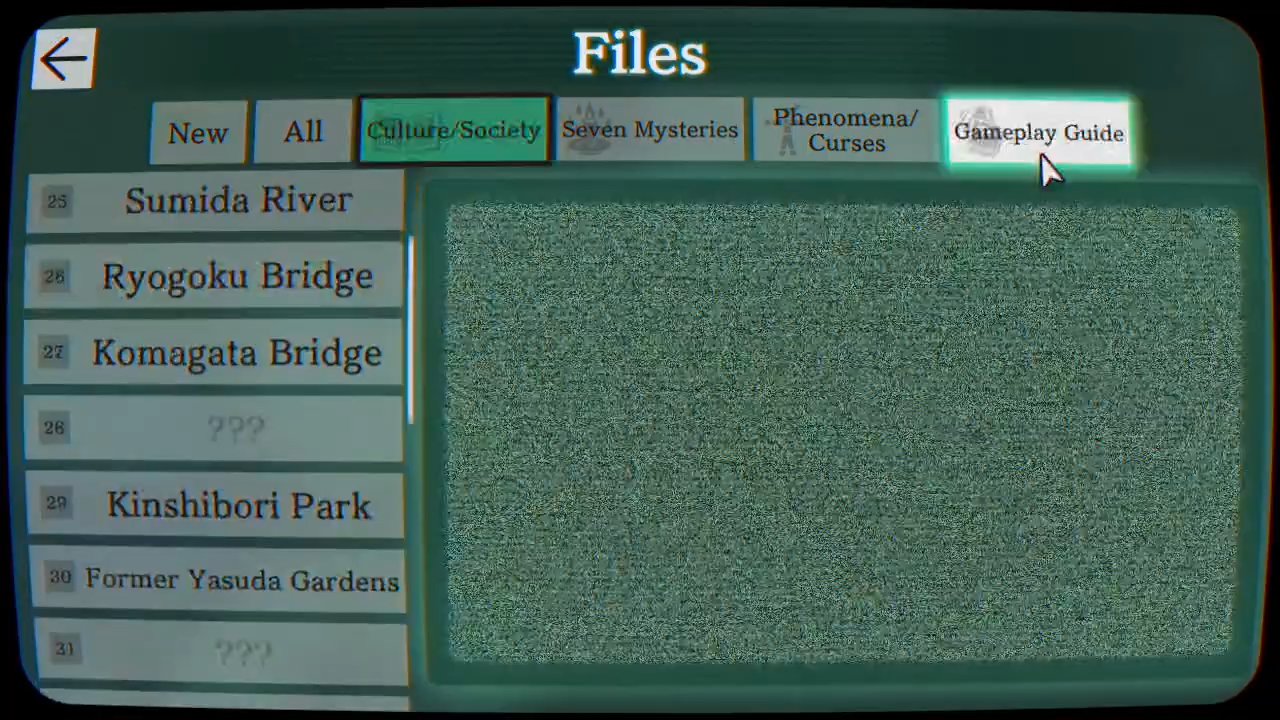 Files
New
All
Culture/Society
Seven Mysteries
Phenomena/
Curses
Gameplay Guide
25 Sumida River
26 Ryogoku Bridge
27 Komagata Bridge
28 ???
29 Kinshibori Park
30 Former Yasuda Gardens
31 ???